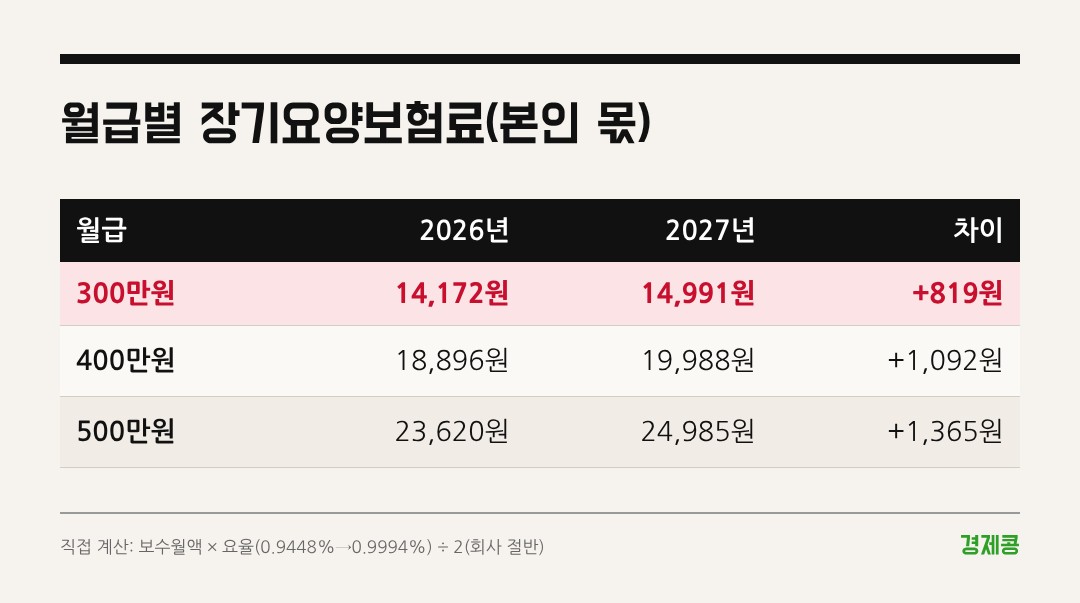 월급별 장기요양보험료(본인 몫)
월급 2026년 2027년 차이
300만원 14,172원 14,991원 +819원
400만원 18,896원 19,988원 +1,092원
500만원 23,620원 24,985원 +1,365원
직접 계산: 보수월액 × 요율(0.9448%→0.9994%) ÷ 2(회사 절반)
경제콩